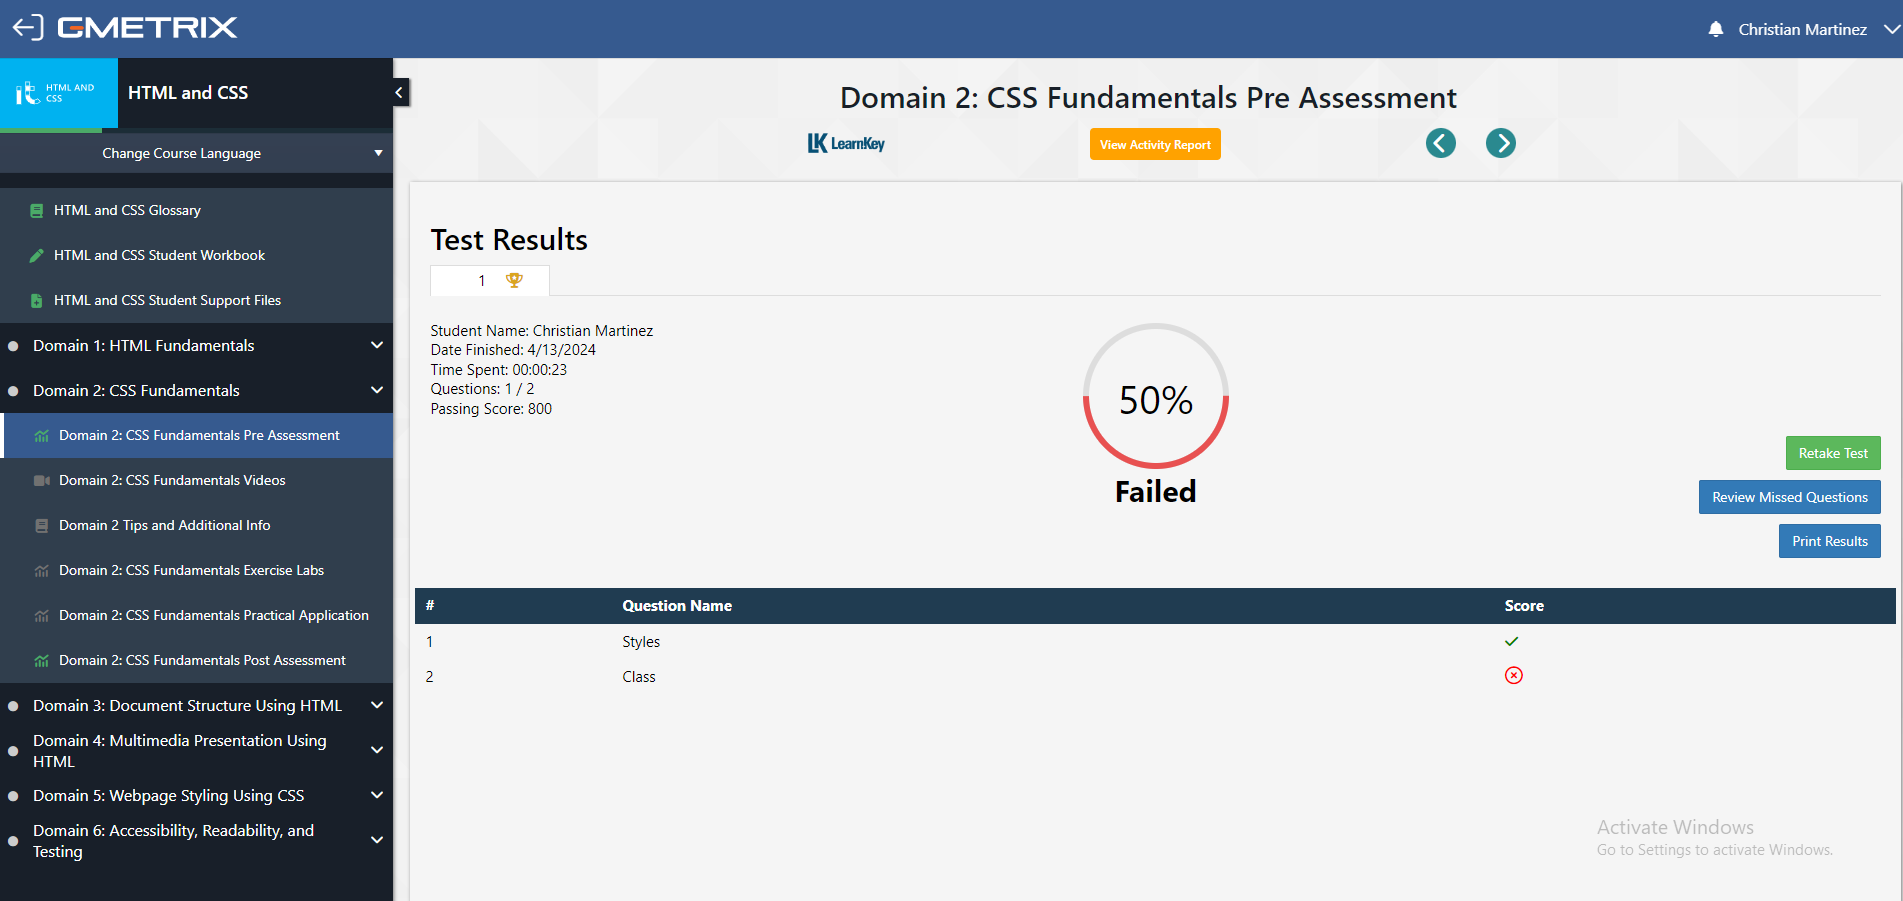 GMETRIX
Christian Martinez
HTML AND
CSS
HTML and CSS
Change Course Language
HTML and CSS Glossary
HTML and CSS Student Workbook
HTML and CSS Student Support Files
Domain 1: HTML Fundamentals
Domain 2: CSS Fundamentals
Domain 2: CSS Fundamentals Pre Assessment
Domain 2: CSS Fundamentals Videos
Domain 2 Tips and Additional Info
Domain 2: CSS Fundamentals Exercise Labs
Domain 2: CSS Fundamentals Practical Application
Domain 2: CSS Fundamentals Post Assessment
Domain 3: Document Structure Using HTML
Domain 4: Multimedia Presentation Using
HTML
Domain 5: Webpage Styling Using CSS
Domain 6: Accessibility, Readability, and
Testing
Domain 2: CSS Fundamentals Pre Assessment
LK LearnKey
View Activity Report
Test Results
1
Student Name: Christian Martinez
Date Finished: 4/13/2024
Time Spent: 00:00:23
Questions: 1 / 2
Passing Score: 800
50%
Failed
Retake Test
Review Missed Questions
Print Results
# Question Name Score
1 Styles
2 Class
Activate Windows
Go to Settings to activate Windows.